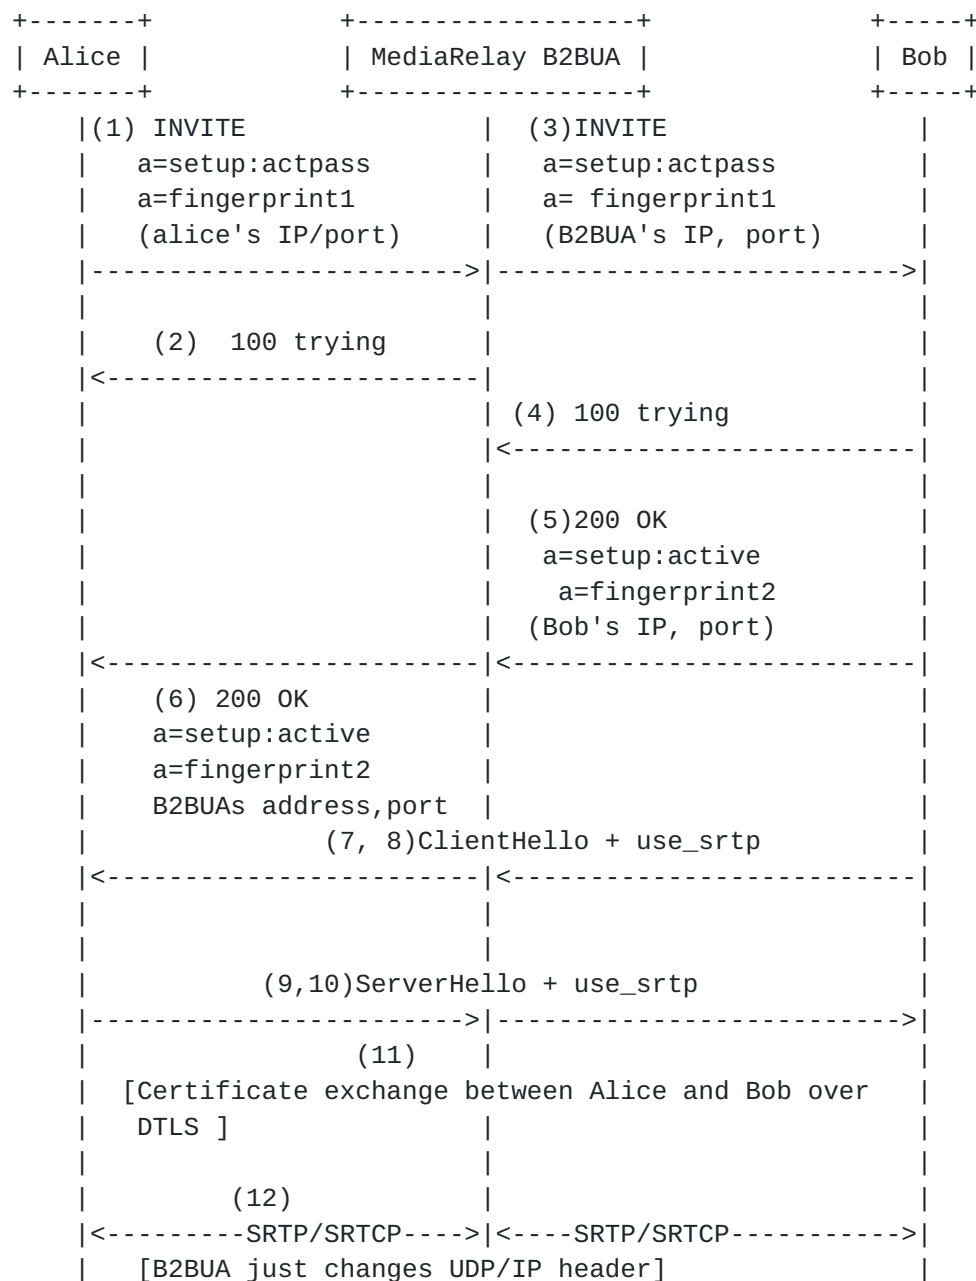 +-------+            +------------------+              +-----+
| Alice |            | MediaRelay B2BUA |              | Bob |
+-------+            +------------------+              +-----+
    |(1) INVITE               |  (3)INVITE                  |
    |   a=setup:actpass       |   a=setup:actpass           |
    |   a=fingerprint1        |   a= fingerprint1           |
    |   (alice's IP/port)     |   (B2BUA's IP, port)        |
    |------------------------>|--------------------------->|
    |                         |                            |
    |    (2)  100 trying      |                            |
    |<------------------------|                            |
    |                         | (4) 100 trying             |
    |                         |<---------------------------|
    |                         |                            |
    |                         |  (5)200 OK                 |
    |                         |   a=setup:active           |
    |                         |    a=fingerprint2          |
    |                         |  (Bob's IP, port)          |
    |<------------------------|<---------------------------|
    |    (6) 200 OK           |                            |
    |    a=setup:active       |                            |
    |    a=fingerprint2       |                            |
    |    B2BUAs address,port  |                            |
    |               (7, 8)ClientHello + use_srtp           |
    |<------------------------|<---------------------------|
    |                         |                            |
    |                         |                            |
    |           (9,10)ServerHello + use_srtp               |
    |------------------------>|--------------------------->|
    |                 (11)    |                            |
    |  [Certificate exchange between Alice and Bob over    |
    |   DTLS ]                |                            |
    |                         |                            |
    |         (12)            |                            |
    |<---------SRTP/SRTCP---->|<----SRTP/SRTCP----------->|
    |   [B2BUA just changes UDP/IP header]                 |